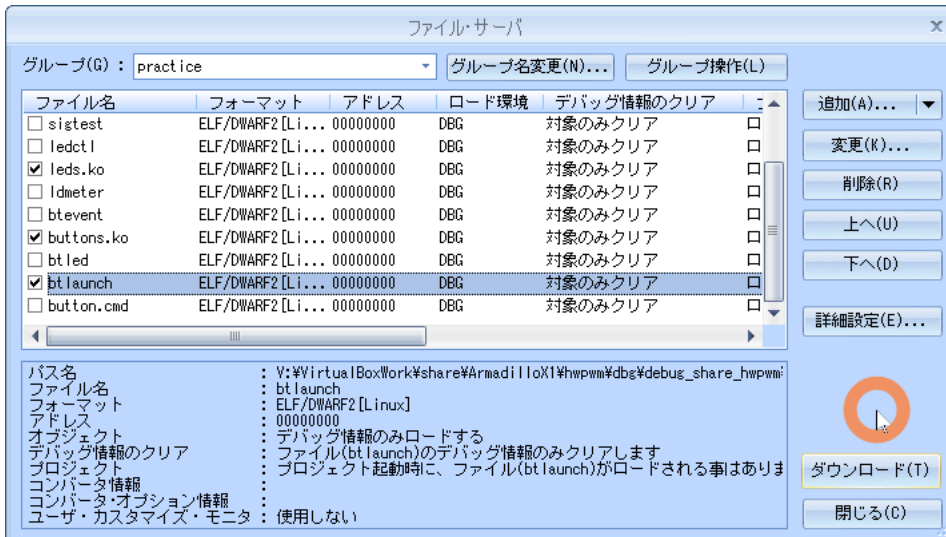 ファイル・サーバ
グループ(G) : practice グループ名変更(N)... グループ操作(L)
ファイル名 フォーマット アドレス ロード環境 デバッグ情報のクリア
sigtest ELF/DWARF2[Li... 00000000 DBG 対象のみクリア ロ
ledctl ELF/DWARF2[Li... 00000000 DBG 対象のみクリア ロ
leds.ko ELF/DWARF2[Li... 00000000 DBG 対象のみクリア ロ
ldmeter ELF/DWARF2[Li... 00000000 DBG 対象のみクリア ロ
btevent ELF/DWARF2[Li... 00000000 DBG 対象のみクリア ロ
buttons.ko ELF/DWARF2[Li... 00000000 DBG 対象のみクリア ロ
btled ELF/DWARF2[Li... 00000000 DBG 対象のみクリア ロ
btlaunch ELF/DWARF2[Li... 00000000 DBG 対象のみクリア ロ
button.cmd ELF/DWARF2[Li... 00000000 DBG 対象のみクリア ロ
追加(A)...
変更(K)...
削除(R)
上へ(U)
下へ(D)
詳細設定(E)...
パス名 : V:¥VirtualBoxWork¥share¥ArmadilloX1¥hwpwm¥dbg¥debug_share_hwpwm
ファイル名 : btlaunch
フォーマット : ELF/DWARF2[Linux]
アドレス : 00000000
オブジェクト : デバッグ情報のみロードする
デバッグ情報のクリア : ファイル(btlaunch)のデバッグ情報のみクリアします
プロジェクト : プロジェクト起動時に、ファイル(btlaunch)がロードされる事はありま
コンバータ情報 :
コンバータ・オプション情報 :
ユーザ・カスタマイズ・モニタ : 使用しない
ダウンロード(T)
閉じる(C)